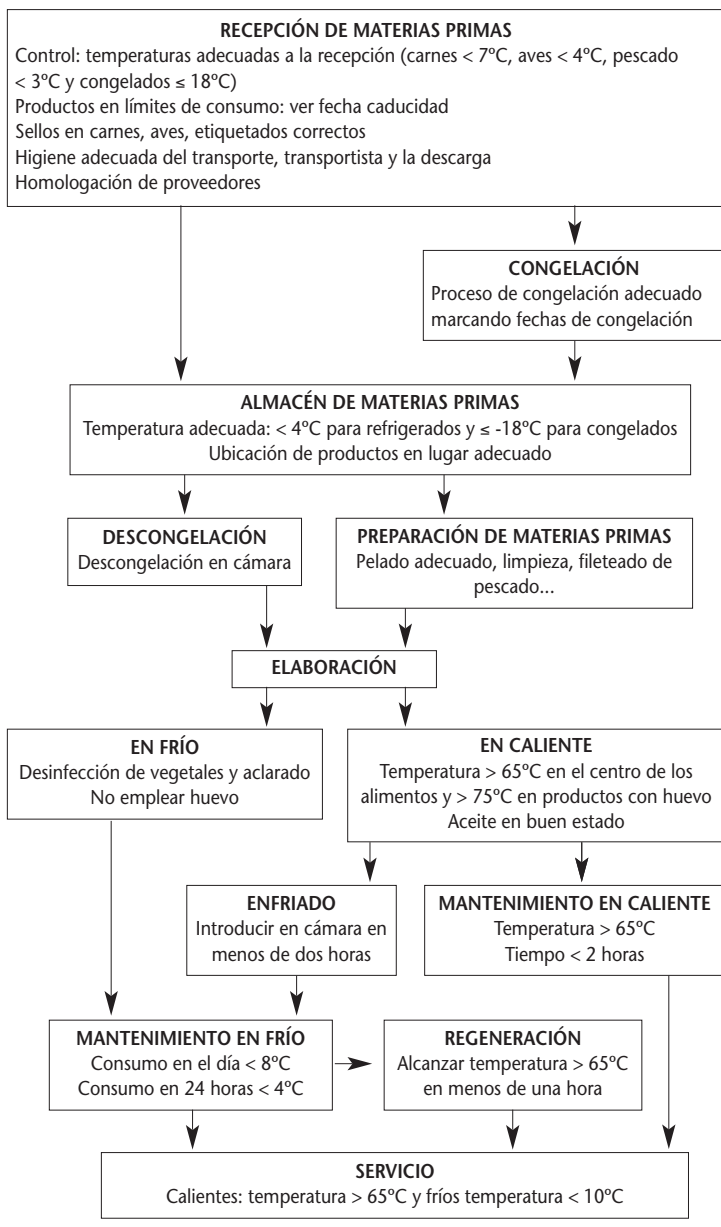 RECEPCIÓN DE MATERIAS PRIMAS
Control: temperaturas adecuadas a la recepción (carnes < 7ºC, aves < 4ºC, pescado
< 3ºC y congelados ≤ 18ºC)
Productos en límites de consumo: ver fecha caducidad
Sellos en carnes, aves, etiquetados correctos
Higiene adecuada del transporte, transportista y la descarga
Homologación de proveedores
CONGELACIÓN
Proceso de congelación adecuado
marcando fechas de congelación
ALMACÉN DE MATERIAS PRIMAS
Temperatura adecuada: < 4ºC para refrigerados y ≤ -18ºC para congelados
Ubicación de productos en lugar adecuado
DESCONGELACIÓN
Descongelación en cámara
PREPARACIÓN DE MATERIAS PRIMAS
Pelado adecuado, limpieza, fileteado de
pescado...
ELABORACIÓN
EN FRÍO
Desinfección de vegetales y aclarado
No emplear huevo
EN CALIENTE
Temperatura > 65ºC en el centro de los
alimentos y > 75ºC en productos con huevo
Aceite en buen estado
ENFRIADO
Introducir en cámara en
menos de dos horas
MANTENIMIENTO EN CALIENTE
Temperatura > 65ºC
Tiempo < 2 horas
MANTENIMIENTO EN FRÍO
Consumo en el día < 8ºC
Consumo en 24 horas < 4ºC
REGENERACIÓN
Alcanzar temperatura > 65ºC
en menos de una hora
SERVICIO
Calientes: temperatura > 65ºC y fríos temperatura < 10ºC